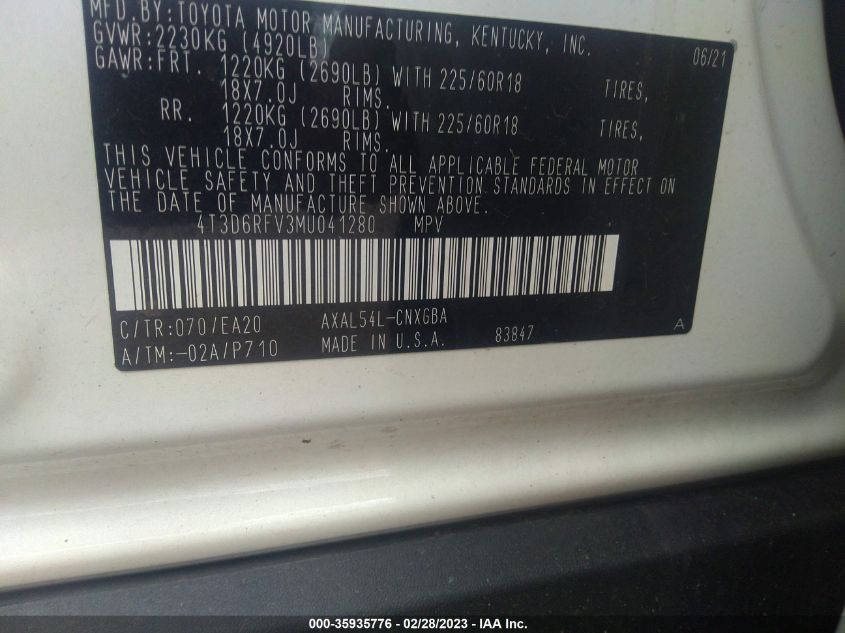 MFD.BY:TOYOTA MOTOR MANUFACTURING, KENTUCKY, INC.
GVWR:2230KG (4920LB) 06/21
GAWR:FRT. 1220KG (2690LB) WITH 225/60R18 TIRES,
18X7.0J RIMS.
RR. 1220KG (2690LB) WITH 225/60R18 TIRES,
18X7.0J RIMS.
THIS VEHICLE CONFORMS TO ALL APPLICABLE FEDERAL MOTOR
VEHICLE SAFETY AND THEFT PREVENTION STANDARDS IN EFFECT ON
THE DATE OF MANUFACTURE SHOWN ABOVE.
4T3D6RFV3MU041280 MPV
C/TR:070/EA20 AXAL54L-CNXGBA
A/TM:-02A/P710 MADE IN U.S.A. 83847 A
000-35935776 | 02/28/2023 – IAA Inc.